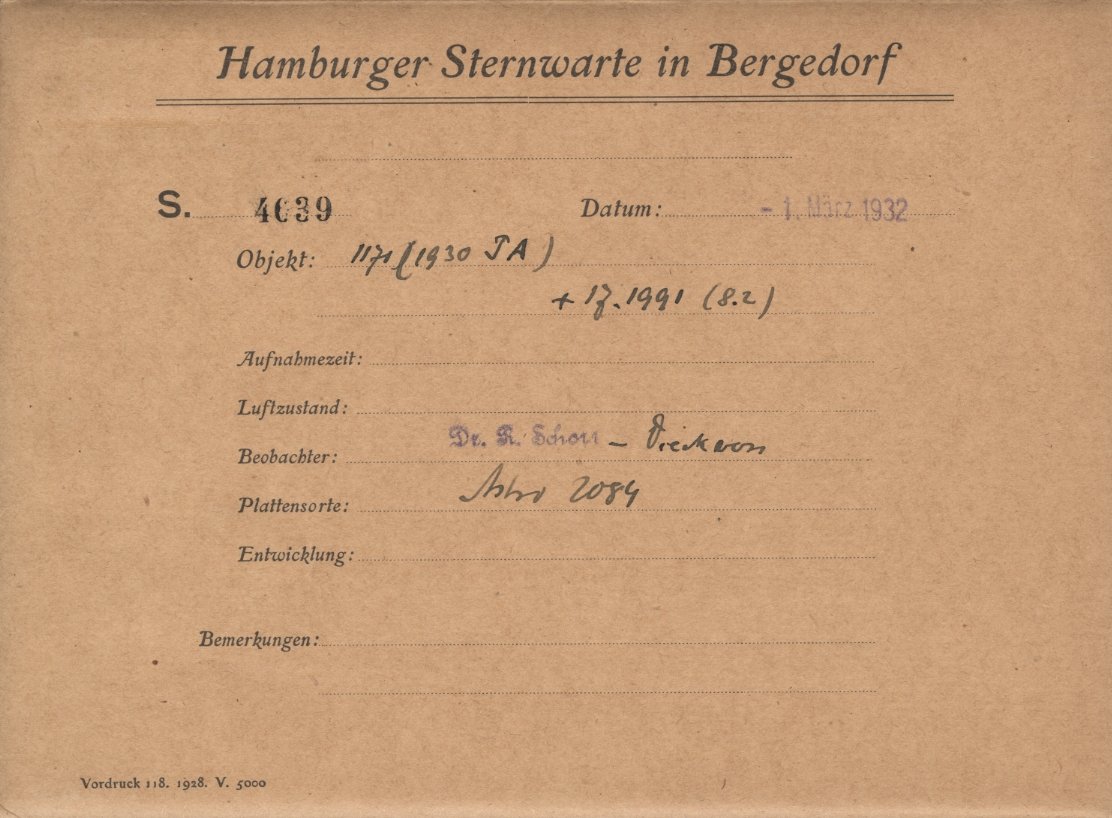 Hamburger Sternwarte in Bergedorf
S. 4639 Datum: - 1. März 1932
Objekt: 1171 (1930 TA)
+ 17.1991 (8.2)
Aufnahmezeit:
Luftzustand:
Beobachter: Dr. R. Schorr – Dieckvoss
Plattensorte: Astro 2084
Entwicklung:
Bemerkungen:
Vordruck 118. 1928. V. 5000